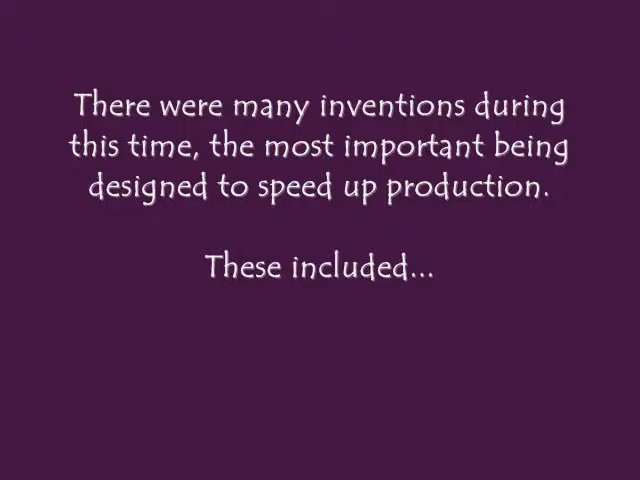 There were many inventions during
this time, the most important being
designed to speed up production.
These included...